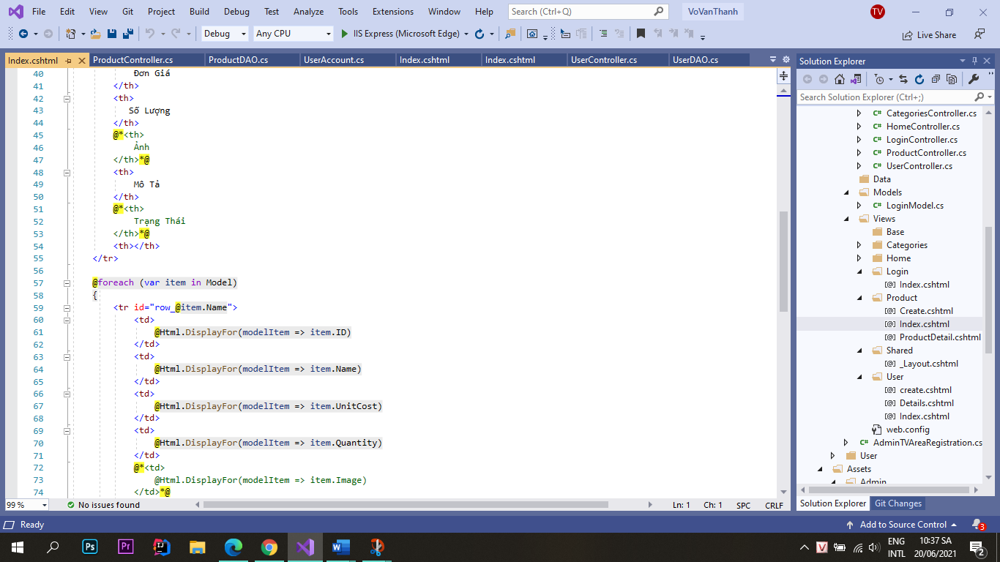 File Edit View Git Project Build Debug Test Analyze Tools Extensions Window Help Search (Ctrl+Q) VoVanThanh TV
Debug Any CPU IIS Express (Microsoft Edge) Live Share
Index.cshtml ProductController.cs ProductDAO.cs UserAccount.cs Index.cshtml Index.cshtml UserController.cs UserDAO.cs
40 Đơn Giá
41 </th>
42 <th>
43 Số Lượng
44 </th>
45 @*<th>
46 Ảnh
47 </th>*@
48 <th>
49 Mô Tả
50 </th>
51 @*<th>
52 Trạng Thái
53 </th>*@
54 <th></th>
55 </tr>
56
57 @foreach (var item in Model)
58 {
59 <tr id="row_@item.Name">
60 <td>
61 @Html.DisplayFor(modelItem => item.ID)
62 </td>
63 <td>
64 @Html.DisplayFor(modelItem => item.Name)
65 </td>
66 <td>
67 @Html.DisplayFor(modelItem => item.UnitCost)
68 </td>
69 <td>
70 @Html.DisplayFor(modelItem => item.Quantity)
71 </td>
72 @*<td>
73 @Html.DisplayFor(modelItem => item.Image)
74 </td>*@
99 % No issues found Ln: 1 Ch: 1 SPC CRLF
Solution Explorer
Search Solution Explorer (Ctrl+;)
C# CategoriesController.cs
C# HomeController.cs
C# LoginController.cs
C# ProductController.cs
C# UserController.cs
Data
Models
C# LoginModel.cs
Views
Base
Categories
Home
Login
Index.cshtml
Product
Create.cshtml
Index.cshtml
ProductDetail.cshtml
Shared
_Layout.cshtml
User
create.cshtml
Details.cshtml
Index.cshtml
web.config
C# AdminTVAreaRegistration.cs
User
Assets
Admin
Solution Explorer Git Changes
Ready Add to Source Control 3
Ps Pr IJ W V ENG 10:37 SA
INTL 20/06/2021 2